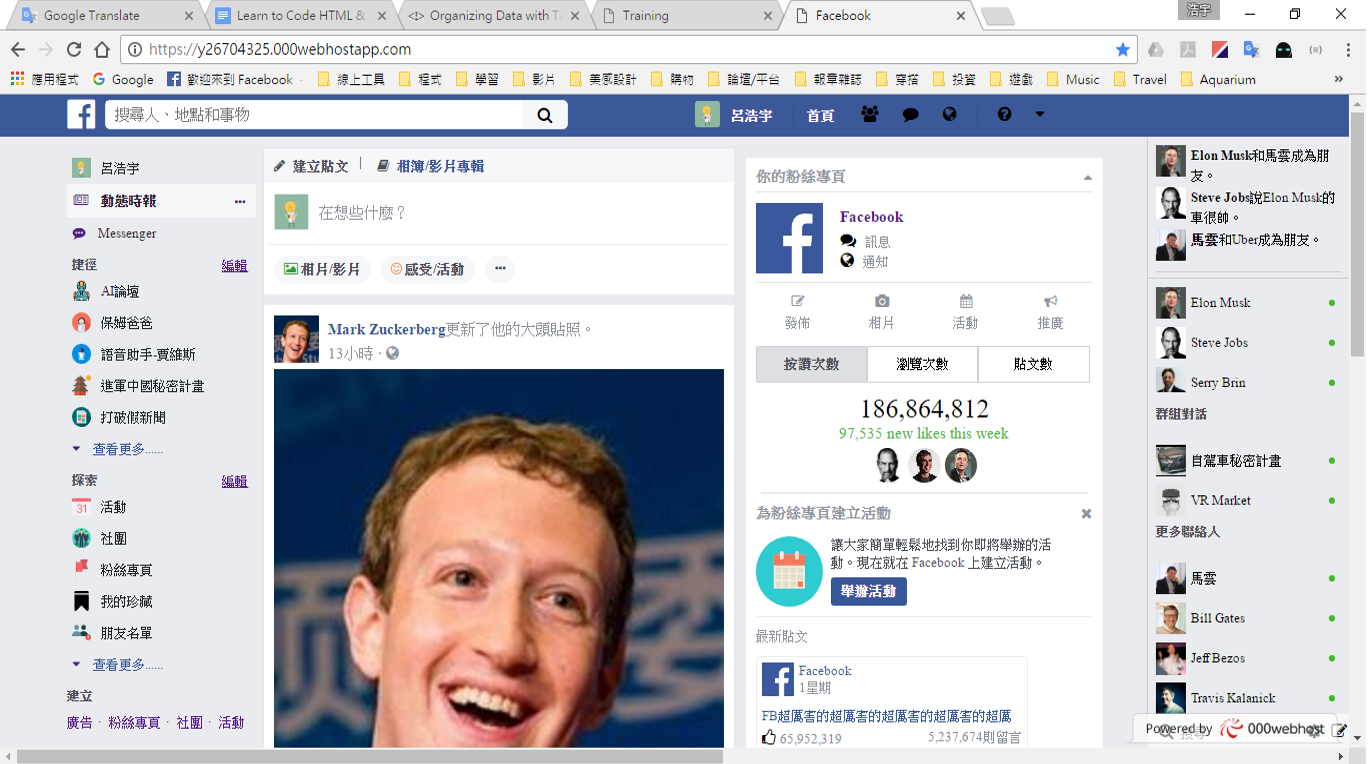 Google Translate
Learn to Code HTML &
Organizing Data with T
Training
Facebook
浩宇
https://y26704325.000webhostapp.com
應用程式
Google
歡迎來到 Facebook
線上工具
程式
學習
影片
美感設計
購物
論壇/平台
報章雜誌
穿搭
投資
遊戲
Music
Travel
Aquarium
搜尋人、地點和事物
呂浩宇
首頁
呂浩宇
動態時報
Messenger
捷徑
編輯
AI論壇
保姆爸爸
語音助手-賈維斯
進軍中國秘密計畫
打破假新聞
查看更多......
探索
編輯
31
活動
社團
粉絲專頁
我的珍藏
朋友名單
查看更多......
建立
廣告· 粉絲專頁· 社團· 活動
建立貼文
相簿/影片專輯
在想些什麼？
相片/影片
感受/活動
Mark Zuckerberg更新了他的大頭貼照。
13小時 ·
你的粉絲專頁
Facebook
訊息
通知
發佈
相片
活動
推廣
按讚次數
瀏覽次數
貼文數
186,864,812
97,535 new likes this week
為粉絲專頁建立活動
讓大家簡單輕鬆地找到你即將舉辦的活
動。現在就在 Facebook 上建立活動。
舉辦活動
最新貼文
Facebook
1星期
FB超厲害的超厲害的超厲害的超厲害的超厲
65,952,319
5,237,674則留言
Elon Musk和馬雲成為朋
友。
Steve Jobs說Elon Musk的
車很帥。
馬雲和Uber成為朋友。
Elon Musk
Steve Jobs
Serry Brin
群組對話
自駕車秘密計畫
VR Market
更多聯絡人
馬雲
Bill Gates
Jeff Bezos
Travis Kalanick
Powered by 000webhost